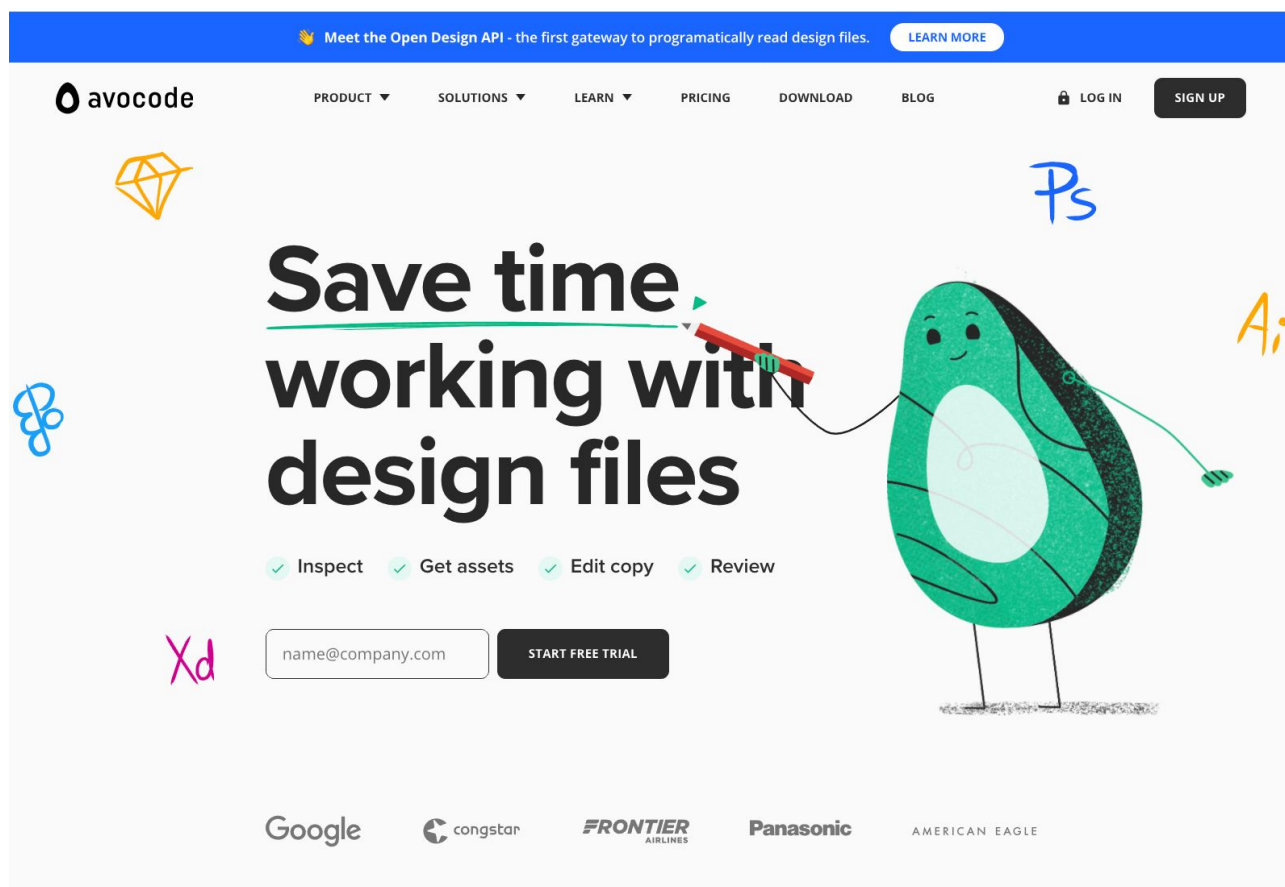 👋 Meet the Open Design API - the first gateway to programatically read design files. LEARN MORE
avocode PRODUCT SOLUTIONS LEARN PRICING DOWNLOAD BLOG LOG IN SIGN UP
Ps
Save time
Ai
working with
design files
Inspect Get assets Edit copy Review
Xd
name@company.com START FREE TRIAL
Google congstar FRONTIER AIRLINES Panasonic AMERICAN EAGLE